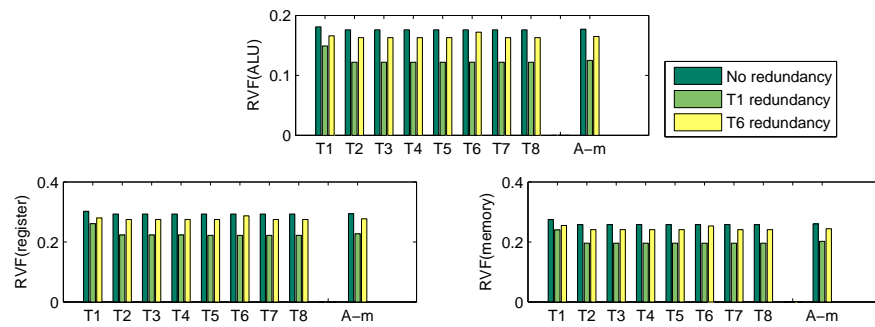 0.2
0.1
0
RVF(ALU)
T1 T2 T3 T4 T5 T6 T7 T8 A−m
No redundancy
T1 redundancy
T6 redundancy
0.4
0.2
0
RVF(register)
T1 T2 T3 T4 T5 T6 T7 T8 A−m
0.4
0.2
0
RVF(memory)
T1 T2 T3 T4 T5 T6 T7 T8 A−m